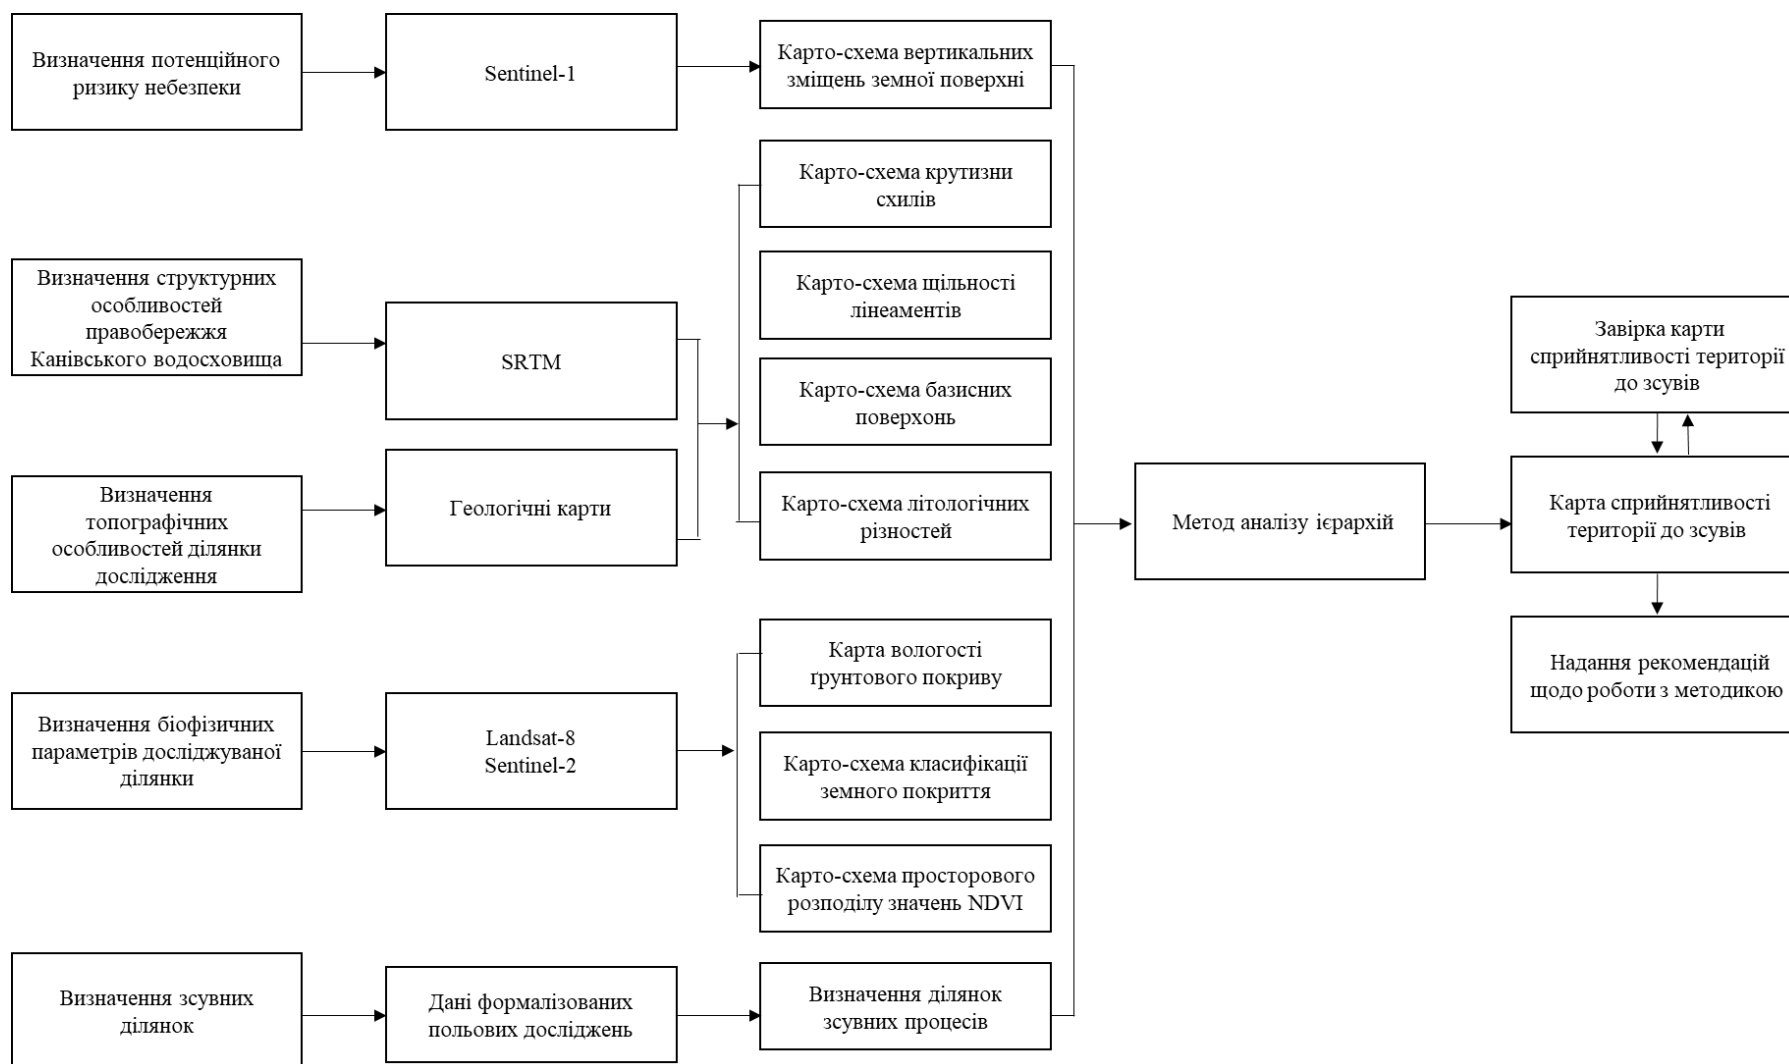 Визначення потенційного
ризику небезпеки
Sentinel-1
Карто-схема вертикальних
зміщень земної поверхні
Карто-схема крутизни
схилів
Визначення структурних
особливостей
правобережжя
Канівського водосховища
SRTM
Карто-схема щільності
лінеаментів
Карто-схема базисних
поверхонь
Визначення
топографічних
особливостей ділянки
дослідження
Геологічні карти
Карто-схема літологічних
різностей
Метод аналізу ієрархій
Завірка карти
сприйнятливості території
до зсувів
Карта сприйнятливості
території до зсувів
Надання рекомендацій
щодо роботи з методикою
Визначення біофізичних
параметрів досліджуваної
ділянки
Landsat-8
Sentinel-2
Карта вологості
ґрунтового покриву
Карто-схема класифікації
земного покриття
Карто-схема просторового
розподілу значень NDVI
Визначення зсувних
ділянок
Дані формалізованих
польових досліджень
Визначення ділянок
зсувних процесів